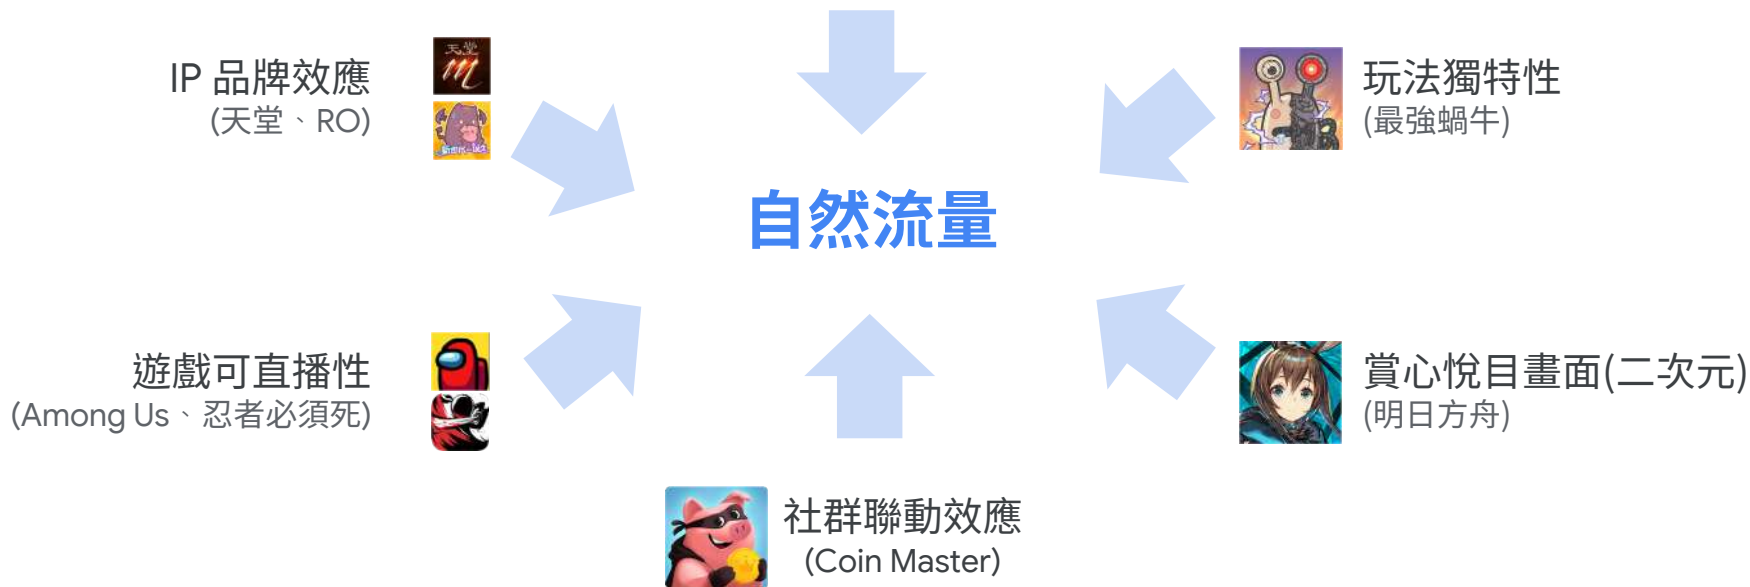 IP 品牌效應
(天堂、RO)
天堂
M
玩法獨特性
(最強蝸牛)
自然流量
遊戲可直播性
(Among Us、忍者必須死)
賞心悅目畫面(二次元)
(明日方舟)
社群聯動效應
(Coin Master)